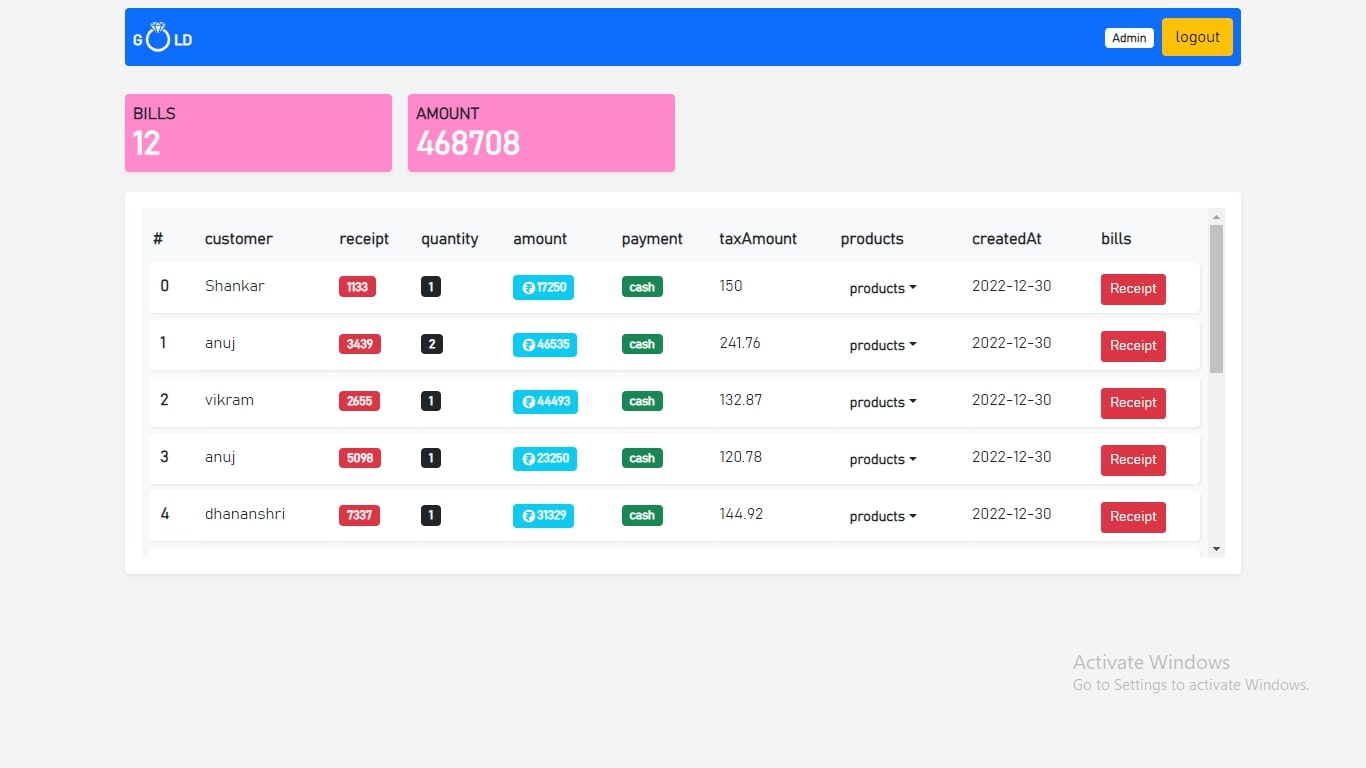 G LD
Admin
logout
BILLS
12
AMOUNT
468708
# customer receipt quantity amount payment taxAmount products createdAt bills
0 Shankar 1133 1 ₹17250 cash 150 products 2022-12-30 Receipt
1 anuj 3439 2 ₹46535 cash 241.76 products 2022-12-30 Receipt
2 vikram 2655 1 ₹44493 cash 132.87 products 2022-12-30 Receipt
3 anuj 5098 1 ₹23250 cash 120.78 products 2022-12-30 Receipt
4 dhananshri 7337 1 ₹31329 cash 144.92 products 2022-12-30 Receipt
Activate Windows
Go to Settings to activate Windows.